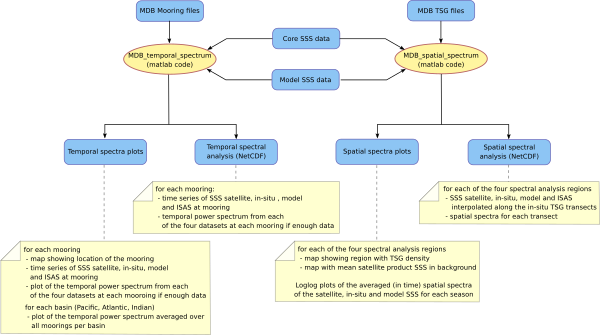 MDB Mooring files
MDB TSG files
Core SSS data
MDB_temporal_spectrum
(matlab code)
MDB_spatial_spectrum
(matlab code)
Model SSS data
Temporal spectra plots
Temporal spectral
analysis (NetCDF)
Spatial spectra plots
Spatial spectral
analysis (NetCDF)
for each mooring:
- time series of SSS satellite, in-situ , model
and ISAS at mooring
- temporal power spectrum from each
of the four datasets at each mooring if enough data
for each of the four spectral analysis regions
- SSS satellite, in-situ, model and ISAS
interpolated along the in-situ TSG transects
- spatial spectra for each transect
for each mooring
- map showing location of the mooring
- time series of SSS satellite, in-situ, model
and ISAS at mooring
- plot of the temporal power spectrum from each
of the four datasets at each mooring if enough data
for each basin (Pacific, Atlantic, Indian)
- plot of the temporal power spectrum averaged over
all moorings per basin
for each of the four spectral analysis regions
- map showing region with TSG density
- map with mean satellite product SSS in background
Loglog plots of the averaged (in time) spatial spectra
of the satellite, in-situ and model SSS for each season